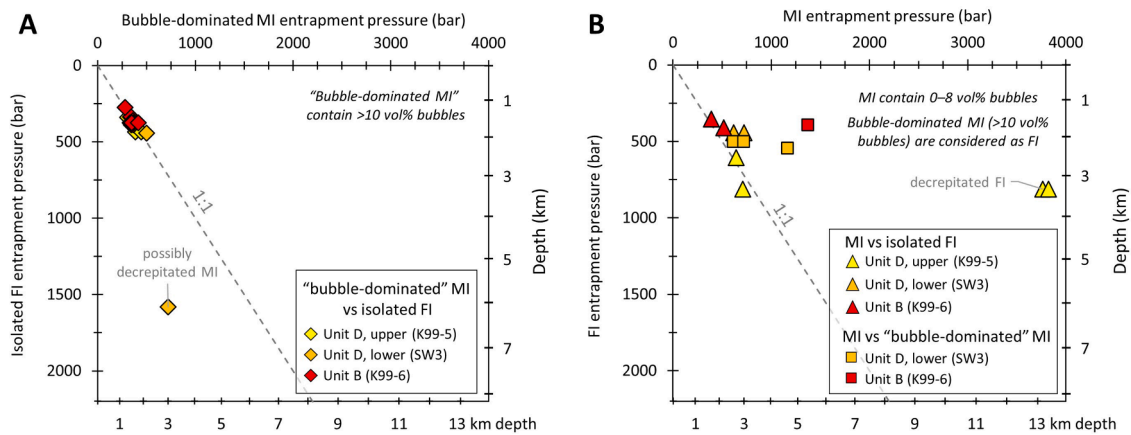 A
Bubble-dominated MI entrapment pressure (bar)
0 1000 2000 3000 4000
Isolated FI entrapment pressure (bar)
0
500
1000
1500
2000
"Bubble-dominated MI"
contain >10 vol% bubbles
1:1
possibly
decrepitated MI
"bubble-dominated" MI
vs isolated FI
Unit D, upper (K99-5)
Unit D, lower (SW3)
Unit B (K99-6)
1
3
5
7
Depth (km)
1 3 5 7 9 11 13 km depth
B
MI entrapment pressure (bar)
0 1000 2000 3000 4000
FI entrapment pressure (bar)
0
500
1000
1500
2000
MI contain 0–8 vol% bubbles
Bubble-dominated MI (>10 vol%
bubbles) are considered as FI
decrepitated FI
1:1
MI vs isolated FI
Unit D, upper (K99-5)
Unit D, lower (SW3)
Unit B (K99-6)
MI vs "bubble-dominated" MI
Unit D, lower (SW3)
Unit B (K99-6)
1
3
5
7
Depth (km)
1 3 5 7 9 11 13 km depth